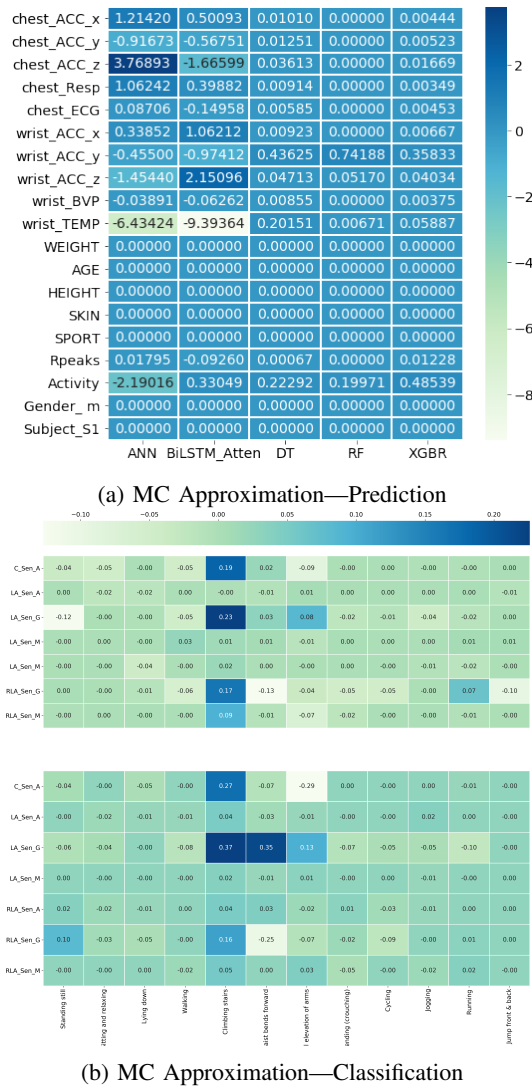 chest_ACC_x 1.21420 0.50093 0.01010 0.00000 0.00444
chest_ACC_y -0.91673 -0.56751 0.01251 0.00000 0.00523
chest_ACC_z 3.76893 -1.66599 0.03613 0.00000 0.01669
chest_Resp 1.06242 0.39882 0.00914 0.00000 0.00349
chest_ECG 0.08706 -0.14958 0.00585 0.00000 0.00453
wrist_ACC_x 0.33852 1.06212 0.00923 0.00000 0.00667
wrist_ACC_y -0.45500 -0.97412 0.43625 0.74188 0.35833
wrist_ACC_z -1.45440 2.15096 0.04713 0.05170 0.04034
wrist_BVP -0.03891 -0.06262 0.00855 0.00000 0.00375
wrist_TEMP -6.43424 -9.39364 0.20151 0.00671 0.05887
WEIGHT 0.00000 0.00000 0.00000 0.00000 0.00000
AGE 0.00000 0.00000 0.00000 0.00000 0.00000
HEIGHT 0.00000 0.00000 0.00000 0.00000 0.00000
SKIN 0.00000 0.00000 0.00000 0.00000 0.00000
SPORT 0.00000 0.00000 0.00000 0.00000 0.00000
Rpeaks 0.01795 -0.09260 0.00067 0.00000 0.01228
Activity -2.19016 0.33049 0.22292 0.19971 0.48539
Gender_ m 0.00000 0.00000 0.00000 0.00000 0.00000
Subject_S1 0.00000 0.00000 0.00000 0.00000 0.00000
ANN BiLSTM_Atten DT RF XGBR
2
0
−2
−4
−6
−8
(a) MC Approximation—Prediction
−0.10 −0.05 0.00 0.05 0.10 0.15 0.20
C_Sen_A -0.04 -0.05 -0.00 -0.05 0.19 0.02 -0.09 -0.00 -0.00 0.00 -0.00 0.00
LA_Sen_A 0.00 -0.02 -0.02 0.00 -0.00 -0.01 0.01 0.00 -0.00 0.00 -0.00 -0.01
LA_Sen_G -0.12 -0.00 -0.00 -0.05 0.23 0.03 0.08 -0.02 -0.01 -0.04 -0.02 0.00
LA_Sen_M -0.00 0.00 0.00 0.03 0.01 0.01 -0.01 0.00 -0.00 0.00 0.01 0.01
LA_Sen_M -0.00 -0.00 -0.04 -0.00 0.02 0.00 -0.00 0.00 -0.00 -0.01 -0.02 -0.00
RLA_Sen_G 0.00 -0.00 -0.01 -0.06 0.17 -0.13 -0.04 -0.05 -0.05 -0.00 0.07 -0.10
RLA_Sen_M -0.00 0.00 -0.00 -0.00 0.09 -0.01 -0.07 -0.02 -0.00 -0.01 -0.00 0.00
C_Sen_A -0.04 -0.00 -0.05 -0.00 0.27 -0.07 -0.29 0.00 0.00 -0.00 -0.01 -0.00
LA_Sen_A -0.00 -0.02 -0.01 -0.01 0.04 -0.03 -0.01 0.00 -0.00 0.02 0.00 -0.00
LA_Sen_G -0.06 -0.04 -0.00 -0.08 0.37 0.35 0.13 -0.07 -0.05 -0.00 -0.10 -0.00
LA_Sen_M 0.00 -0.00 -0.00 -0.00 0.02 -0.01 0.01 -0.00 0.00 -0.00 0.00 -0.00
RLA_Sen_A 0.02 -0.02 -0.01 0.00 0.04 0.03 -0.02 0.01 -0.03 -0.00 -0.01 0.00
RLA_Sen_G 0.10 -0.03 -0.05 -0.00 0.16 -0.25 -0.07 -0.02 -0.09 -0.00 0.01 0.00
RLA_Sen_M -0.00 -0.00 0.00 -0.02 0.05 0.00 0.03 -0.05 -0.00 -0.02 0.02 -0.00
Standing still
itting and relaxing
Lying down
Walking
Climbing stairs
aist bends forward
l elevation of arms
ending (crouching)
Cycling
Jogging
Running
Jump front & back
(b) MC Approximation—Classification